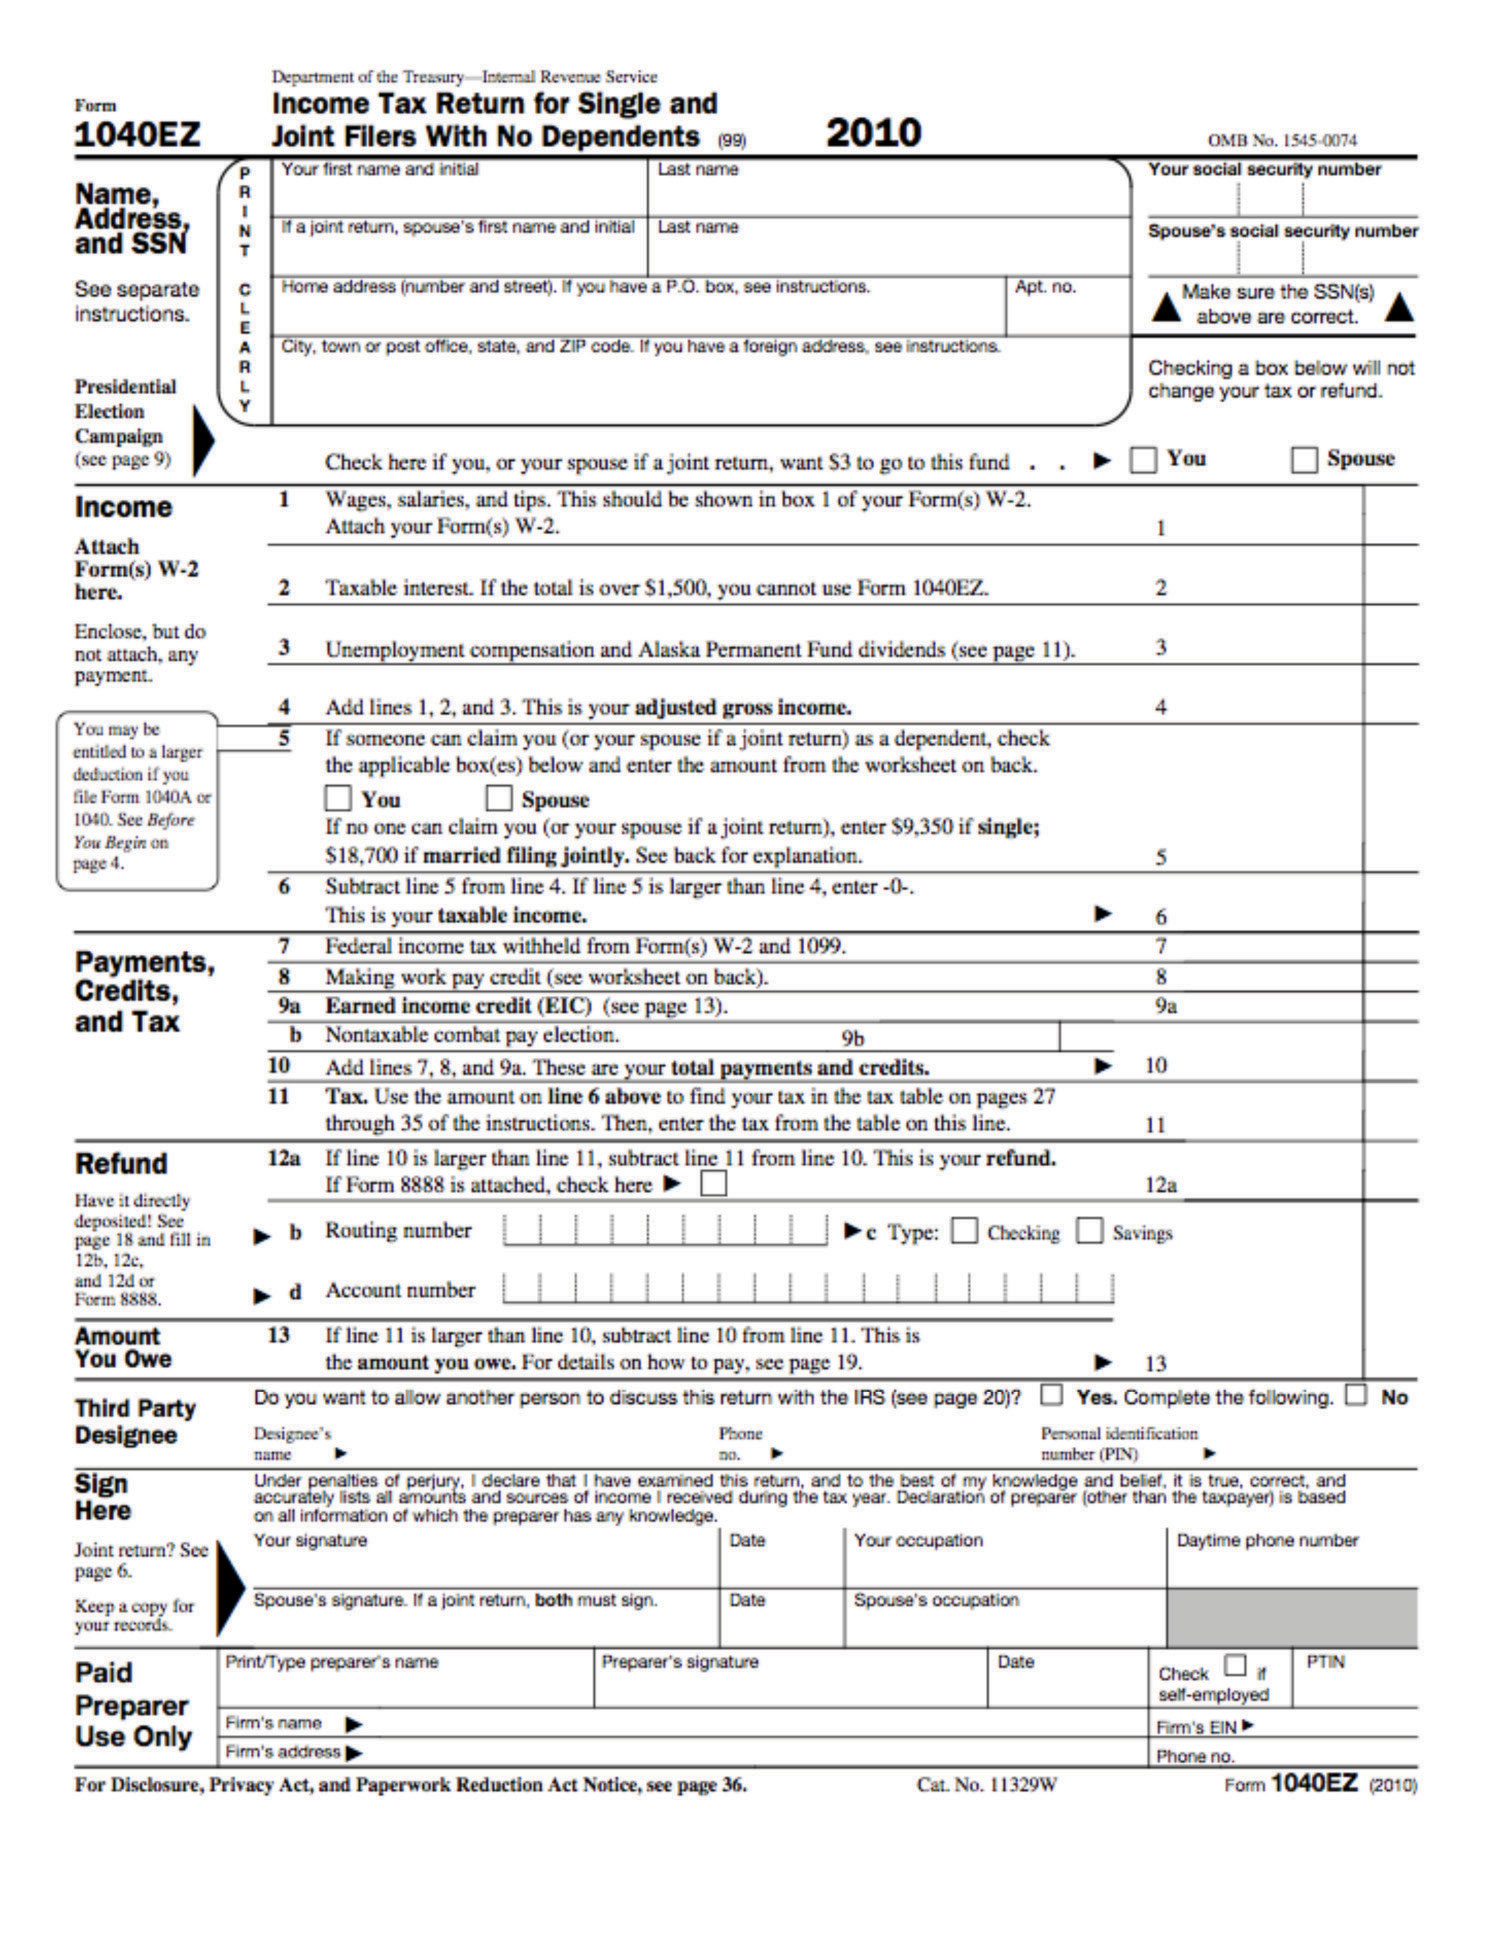 Department of the Treasury—Internal Revenue Service
Form
1040EZ
Income Tax Return for Single and
Joint Filers With No Dependents (99)
2010
OMB No. 1545-0074
Name,
Address,
and SSN
See separate
instructions.
PRINT CLEARLY
Your first name and initial
Last name
Your social security number
If a joint return, spouse's first name and initial
Last name
Spouse's social security number
Home address (number and street). If you have a P.O. box, see instructions.
Apt. no.
▲ Make sure the SSN(s) ▲
above are correct.
City, town or post office, state, and ZIP code. If you have a foreign address, see instructions.
Checking a box below will not
change your tax or refund.
Presidential
Election
Campaign
(see page 9)
Check here if you, or your spouse if a joint return, want $3 to go to this fund . . ► You Spouse
Income
Attach
Form(s) W-2
here.
Enclose, but do
not attach, any
payment.
You may be
entitled to a larger
deduction if you
file Form 1040A or
1040. See Before
You Begin on
page 4.
1 Wages, salaries, and tips. This should be shown in box 1 of your Form(s) W-2.
Attach your Form(s) W-2. 1
2 Taxable interest. If the total is over $1,500, you cannot use Form 1040EZ. 2
3 Unemployment compensation and Alaska Permanent Fund dividends (see page 11). 3
4 Add lines 1, 2, and 3. This is your adjusted gross income. 4
5 If someone can claim you (or your spouse if a joint return) as a dependent, check
the applicable box(es) below and enter the amount from the worksheet on back.
You Spouse
If no one can claim you (or your spouse if a joint return), enter $9,350 if single;
$18,700 if married filing jointly. See back for explanation. 5
6 Subtract line 5 from line 4. If line 5 is larger than line 4, enter -0-.
This is your taxable income. ► 6
Payments,
Credits,
and Tax
7 Federal income tax withheld from Form(s) W-2 and 1099. 7
8 Making work pay credit (see worksheet on back). 8
9a Earned income credit (EIC) (see page 13). 9a
b Nontaxable combat pay election. 9b
10 Add lines 7, 8, and 9a. These are your total payments and credits. ► 10
11 Tax. Use the amount on line 6 above to find your tax in the tax table on pages 27
through 35 of the instructions. Then, enter the tax from the table on this line. 11
Refund
Have it directly
deposited! See
page 18 and fill in
12b, 12c,
and 12d or
Form 8888.
12a If line 10 is larger than line 11, subtract line 11 from line 10. This is your refund.
If Form 8888 is attached, check here ► 12a
► b Routing number ► c Type: Checking Savings
► d Account number
Amount
You Owe
13 If line 11 is larger than line 10, subtract line 10 from line 11. This is
the amount you owe. For details on how to pay, see page 19. ► 13
Third Party
Designee
Do you want to allow another person to discuss this return with the IRS (see page 20)? Yes. Complete the following. No
Designee's
name ►
Phone
no. ►
Personal identification
number (PIN) ►
Sign
Here
Joint return? See
page 6.
Keep a copy for
your records.
Under penalties of perjury, I declare that I have examined this return, and to the best of my knowledge and belief, it is true, correct, and
accurately lists all amounts and sources of income I received during the tax year. Declaration of preparer (other than the taxpayer) is based
on all information of which the preparer has any knowledge.
Your signature
Date
Your occupation
Daytime phone number
Spouse's signature. If a joint return, both must sign.
Date
Spouse's occupation
Paid
Preparer
Use Only
Print/Type preparer's name
Preparer's signature
Date
Check if
self-employed
PTIN
Firm's name ►
Firm's EIN ►
Firm's address ►
Phone no.
For Disclosure, Privacy Act, and Paperwork Reduction Act Notice, see page 36.
Cat. No. 11329W
Form 1040EZ (2010)